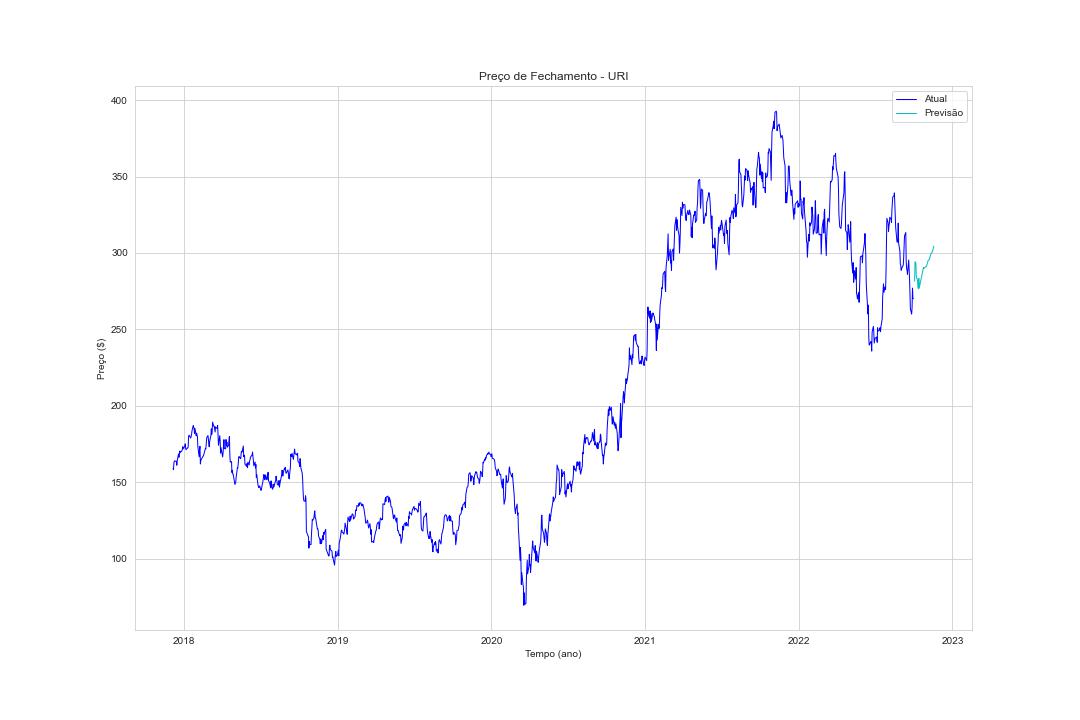 Preço de Fechamento - URI
Atual
Previsão
400
350
300
250
200
150
100
Preço ($)
2018 2019 2020 2021 2022 2023
Tempo (ano)